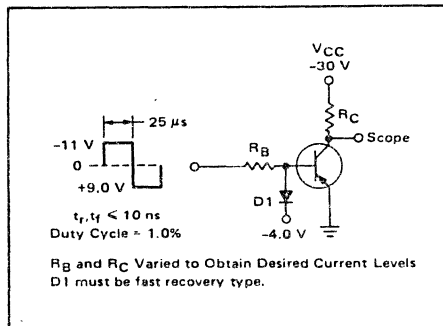 VCC
-30 V
25 μs
RC
Scope
-11 V
0
+9.0 V
RB
D1
-4.0 V
tr, tf ≤ 10 ns
Duty Cycle = 1.0%
RB and RC Varied to Obtain Desired Current Levels
D1 must be fast recovery type.